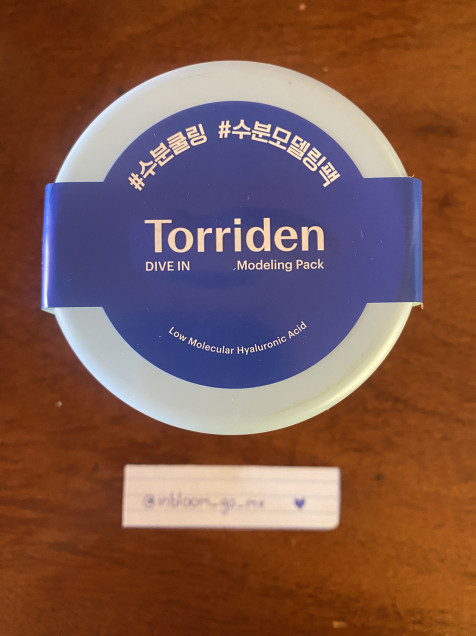 #수분쿨링 #수분모델링팩
Torriden
DIVE IN Modeling Pack
Low Molecular Hyaluronic Acid
@inbloom_go_mx